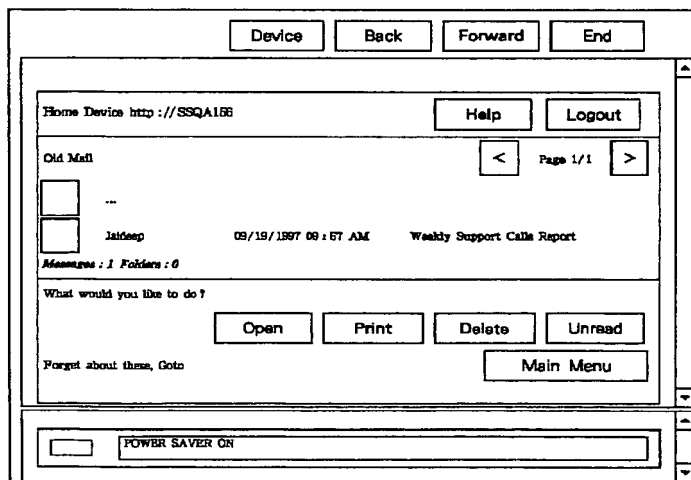 Device Back Forward End
Home Device http://SSQA156 Help Logout
Old Mail < Page 1/1 >
...
Jaideep 09/19/1997 09:57 AM Weekly Support Calls Report
Messages : 1 Folders : 0
What would you like to do ?
Open Print Delete Unread
Forget about these, Goto Main Menu
POWER SAVER ON